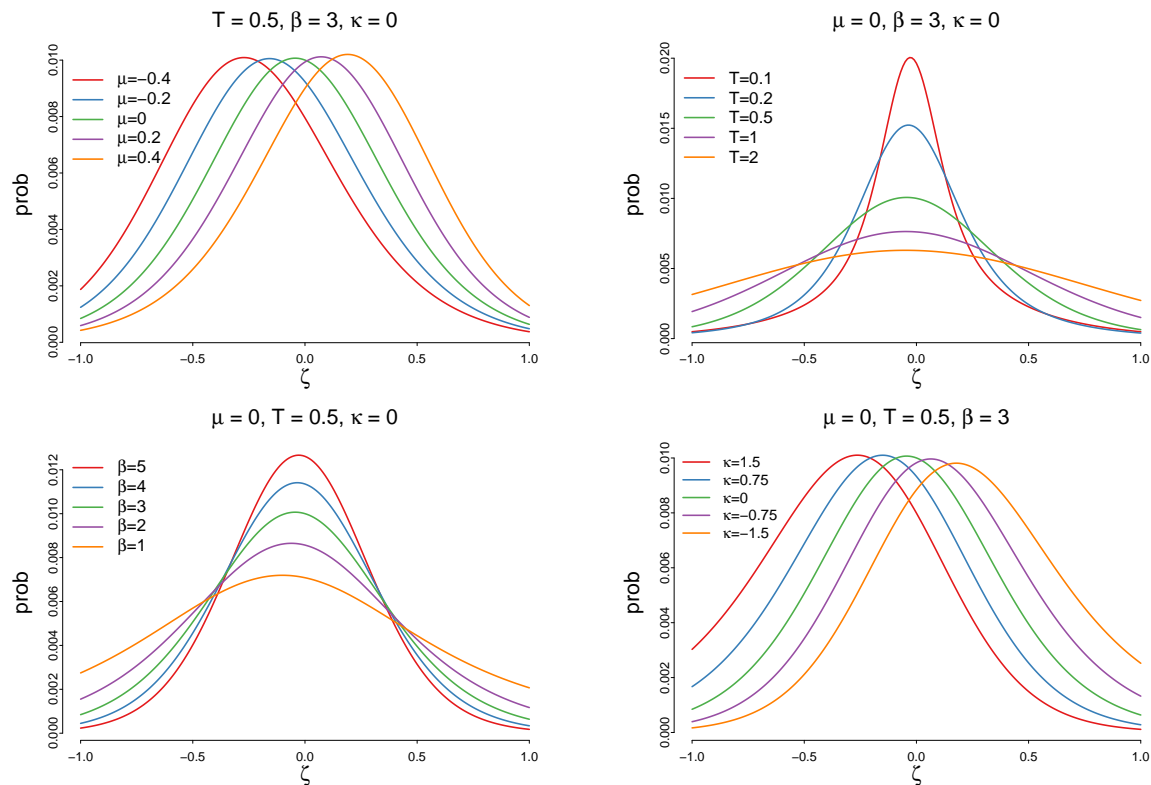 T = 0.5, β = 3, κ = 0
μ=−0.4
μ=−0.2
μ=0
μ=0.2
μ=0.4
prob
0.000
0.002
0.004
0.006
0.008
0.010
−1.0
−0.5
0.0
0.5
1.0
ζ
μ = 0, β = 3, κ = 0
T=0.1
T=0.2
T=0.5
T=1
T=2
prob
0.000
0.005
0.010
0.015
0.020
−1.0
−0.5
0.0
0.5
1.0
ζ
μ = 0, T = 0.5, κ = 0
β=5
β=4
β=3
β=2
β=1
prob
0.000
0.002
0.004
0.006
0.008
0.010
0.012
−1.0
−0.5
0.0
0.5
1.0
ζ
μ = 0, T = 0.5, β = 3
κ=1.5
κ=0.75
κ=0
κ=−0.75
κ=−1.5
prob
0.000
0.002
0.004
0.006
0.008
0.010
−1.0
−0.5
0.0
0.5
1.0
ζ